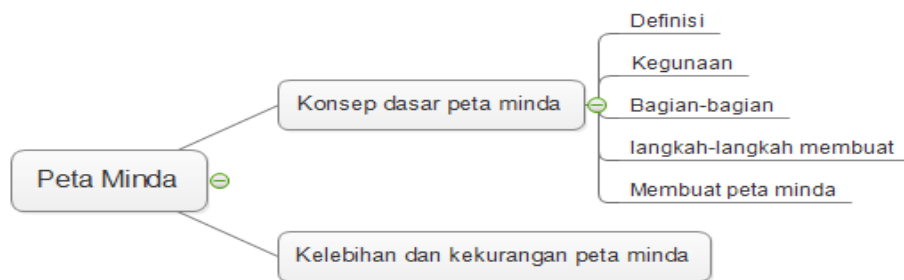 Peta Minda
Konsep dasar peta minda
Definisi
Kegunaan
Bagian-bagian
langkah-langkah membuat
Membuat peta minda
Kelebihan dan kekurangan peta minda